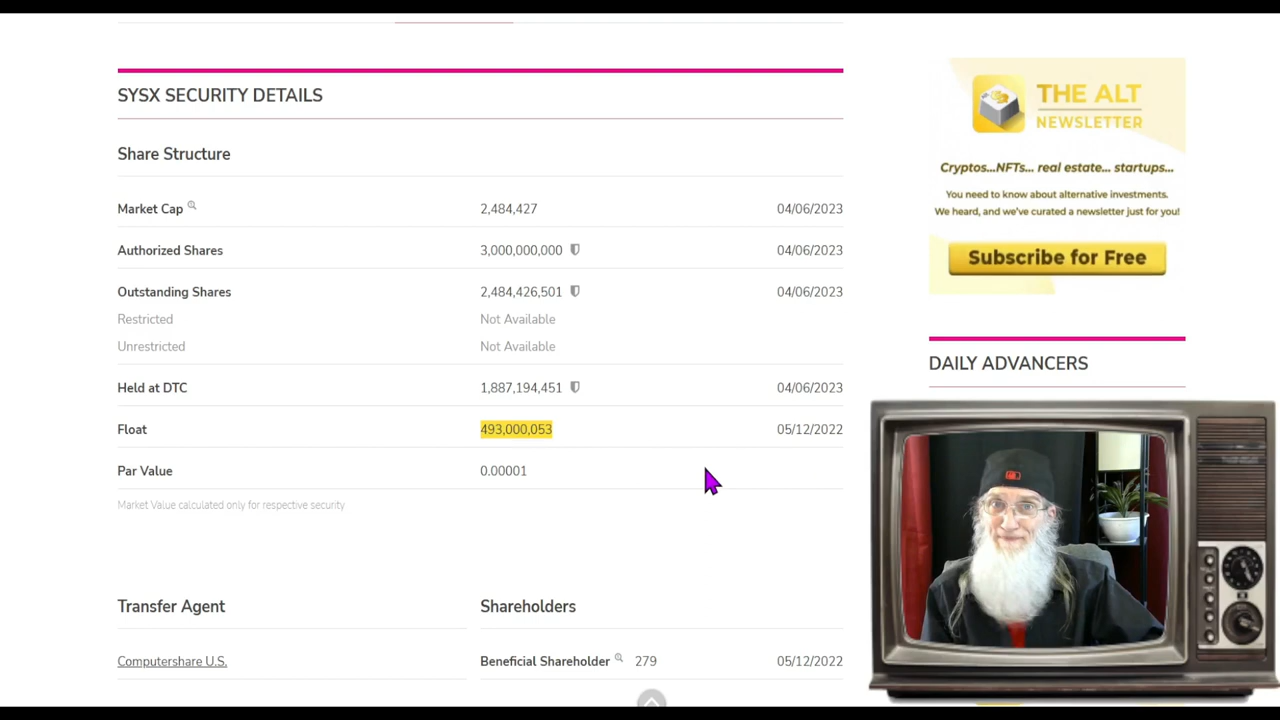 SYSX SECURITY DETAILS
Share Structure
Market Cap 2,484,427 04/06/2023
Authorized Shares 3,000,000,000 04/06/2023
Outstanding Shares 2,484,426,501 04/06/2023
Restricted Not Available
Unrestricted Not Available
Held at DTC 1,887,194,451 04/06/2023
Float 493,000,053 05/12/2022
Par Value 0.00001
Market Value calculated only for respective security
Transfer Agent
Computershare U.S.
Shareholders
Beneficial Shareholder 279 05/12/2022
THE ALT
NEWSLETTER
Cryptos...NFTs... real estate... startups...
You need to know about alternative investments.
We heard, and we've curated a newsletter just for you!
Subscribe for Free
DAILY ADVANCERS